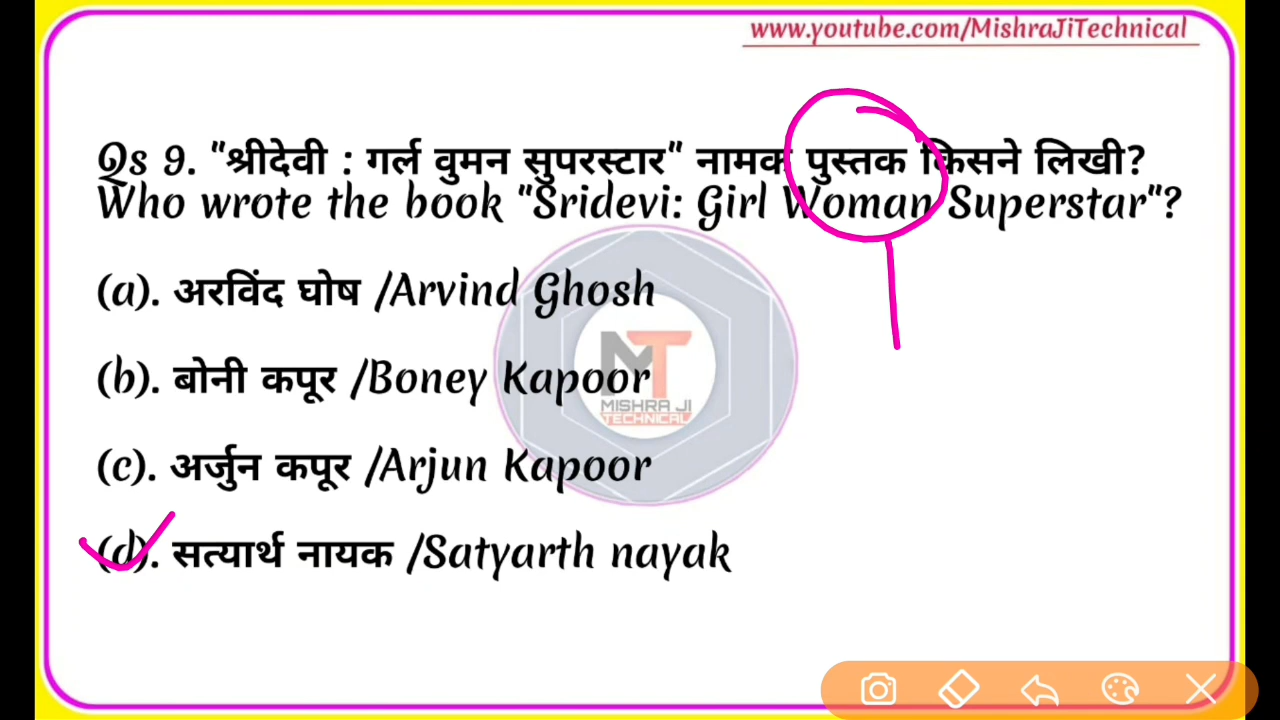 www.youtube.com/MishraJiTechnical
Qs 9. "श्रीदेवी : गर्ल वुमन सुपरस्टार" नामक पुस्तक किसने लिखी?
Who wrote the book "Sridevi: Girl Woman Superstar"?
(a). अरविंद घोष /Arvind Ghosh
(b). बोनी कपूर /Boney Kapoor
MT
MISHRA JI
TECHNICAL
(c). अर्जुन कपूर /Arjun Kapoor
(d). सत्यार्थ नायक /Satyarth nayak